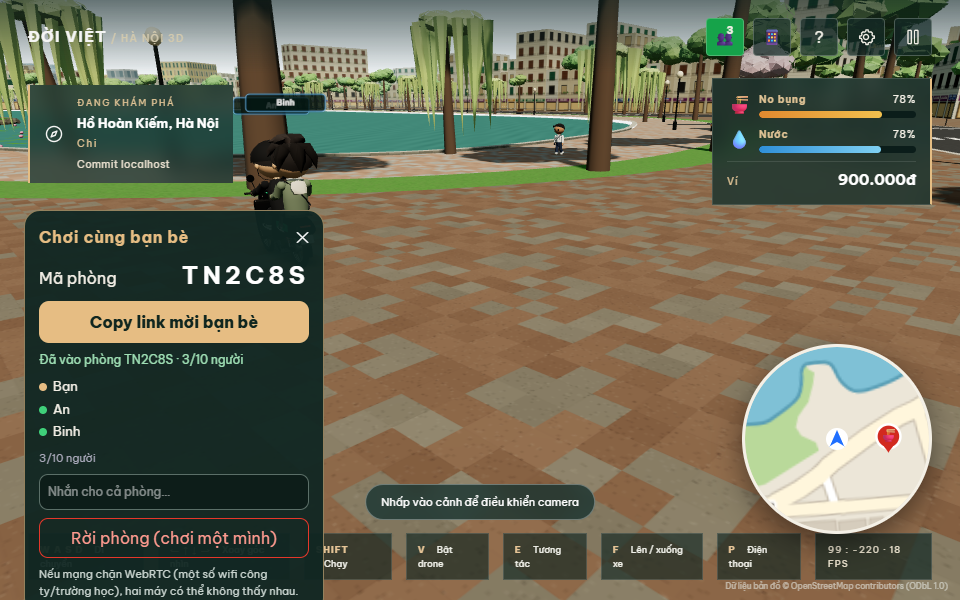 ĐỜI VIỆT / HÀ NỘI 3D
3
?
ĐANG KHÁM PHÁ
Hồ Hoàn Kiếm, Hà Nội
Chi
Commit localhost
Binh
No bụng 78%
Nước 78%
Ví 900.000đ
Chơi cùng bạn bè
Mã phòng TN2C8S
Copy link mời bạn bè
Đã vào phòng TN2C8S · 3/10 người
Bạn
An
Binh
3/10 người
Nhắn cho cả phòng...
Rời phòng (chơi một mình)
Nếu mạng chặn WebRTC (một số wifi công
ty/trường học), hai máy có thể không thấy nhau.
Nhấp vào cảnh để điều khiển camera
HIFT
Chạy
V Bật
drone
E Tương
tác
F Lên / xuống
xe
P Điện
thoại
99 : -220 · 18
FPS
Dữ liệu bản đồ © OpenStreetMap contributors (ODbL 1.0)